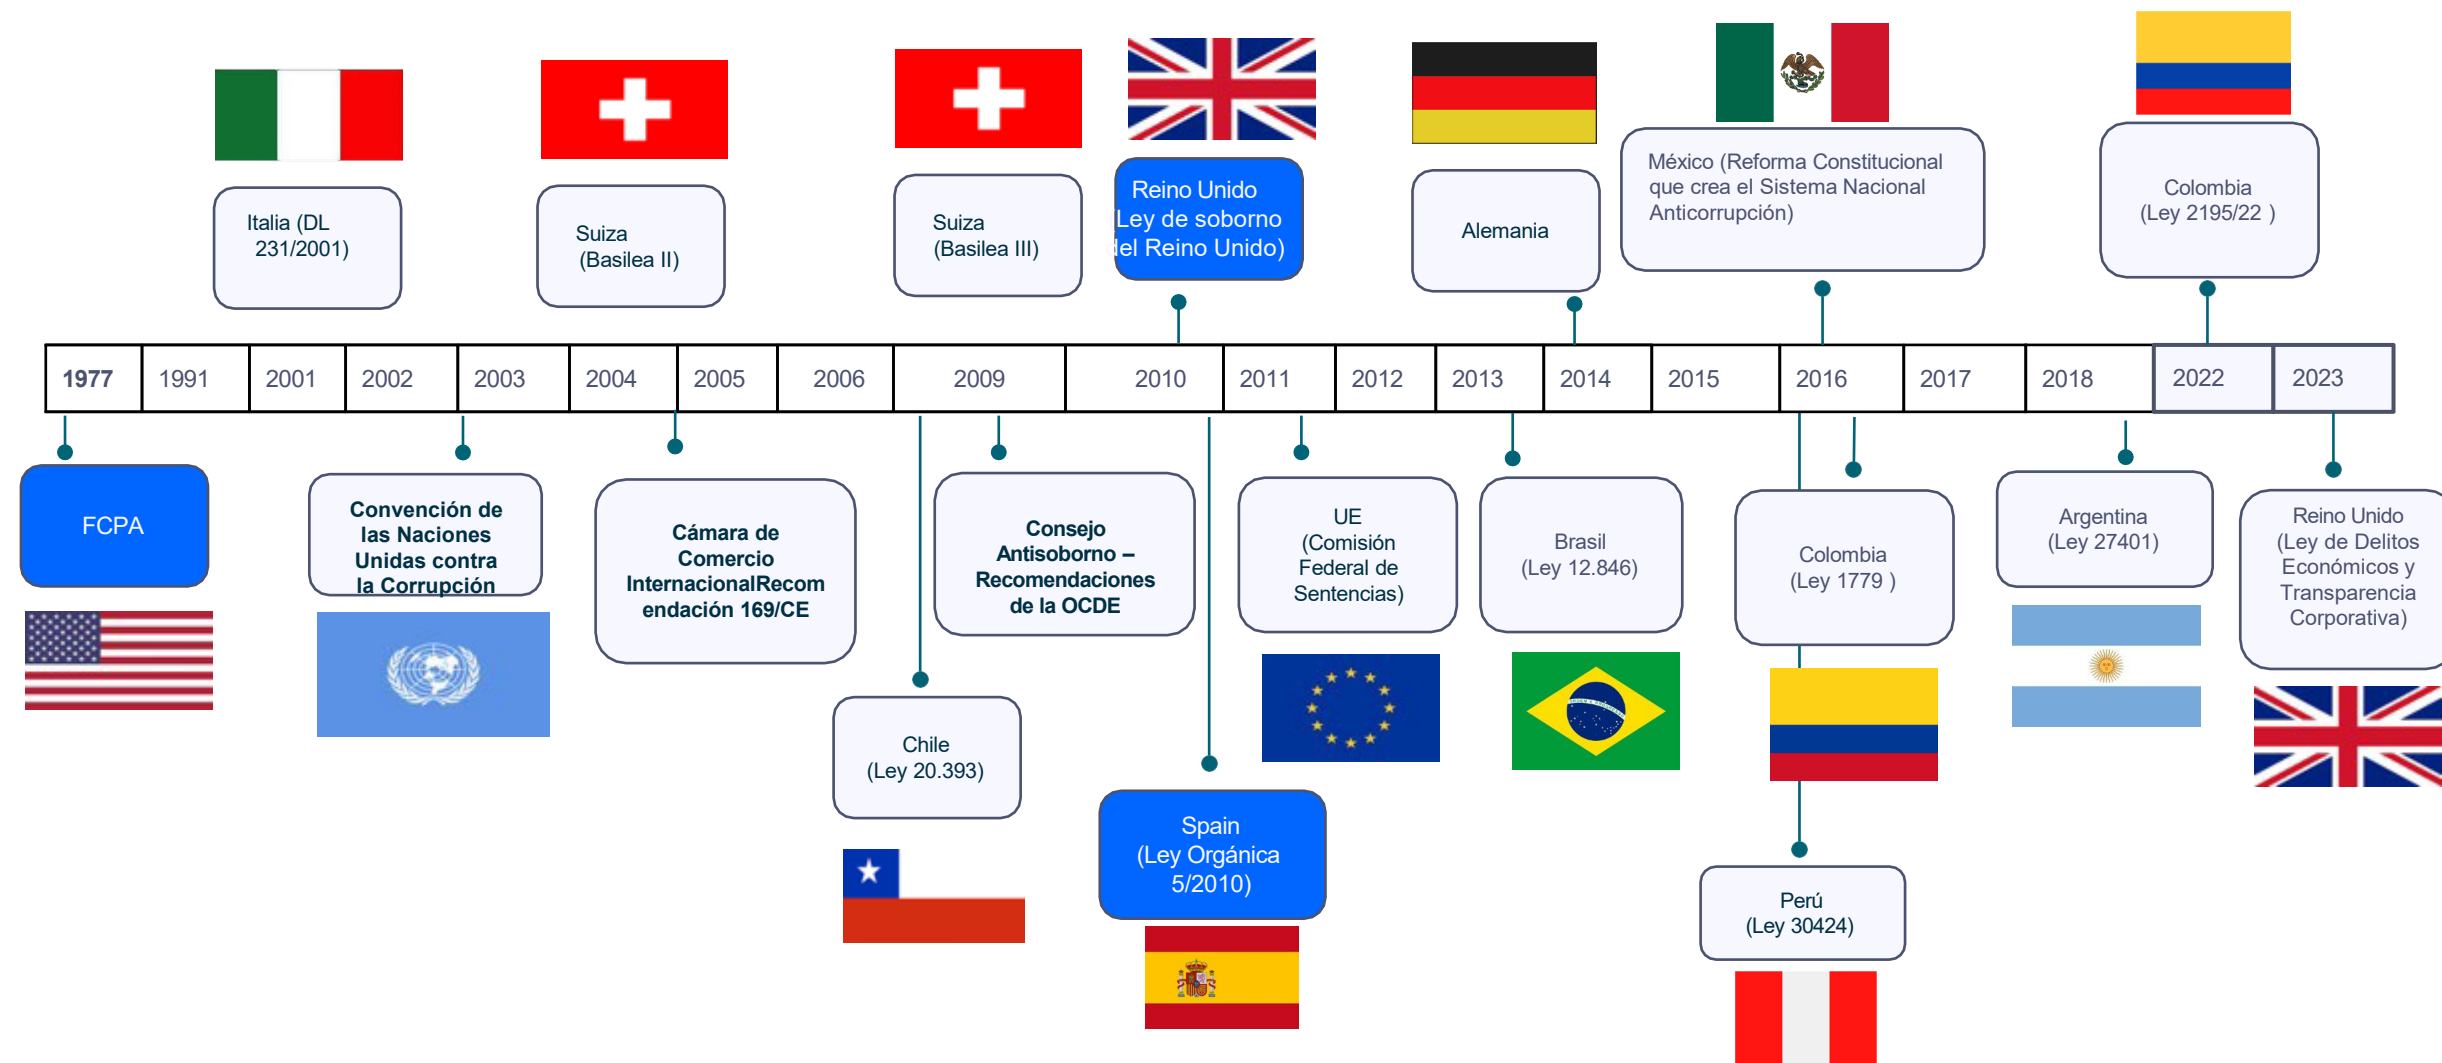 Italia (DL
231/2001)
Suiza
(Basilea II)
Suiza
(Basilea III)
Reino Unido
(Ley de soborno
del Reino Unido)
Alemania
México (Reforma Constitucional
que crea el Sistema Nacional
Anticorrupción)
Colombia
(Ley 2195/22 )
1977
1991
2001
2002
2003
2004
2005
2006
2009
2010
2011
2012
2013
2014
2015
2016
2017
2018
2022
2023
FCPA
Convención de
las Naciones
Unidas contra
la Corrupción
Cámara de
Comercio
InternacionalRecom
endación 169/CE
Consejo
Antisoborno –
Recomendaciones
de la OCDE
UE
(Comisión
Federal de
Sentencias)
Brasil
(Ley 12.846)
Colombia
(Ley 1779 )
Argentina
(Ley 27401)
Reino Unido
(Ley de Delitos
Económicos y
Transparencia
Corporativa)
Chile
(Ley 20.393)
Spain
(Ley Orgánica
5/2010)
Perú
(Ley 30424)